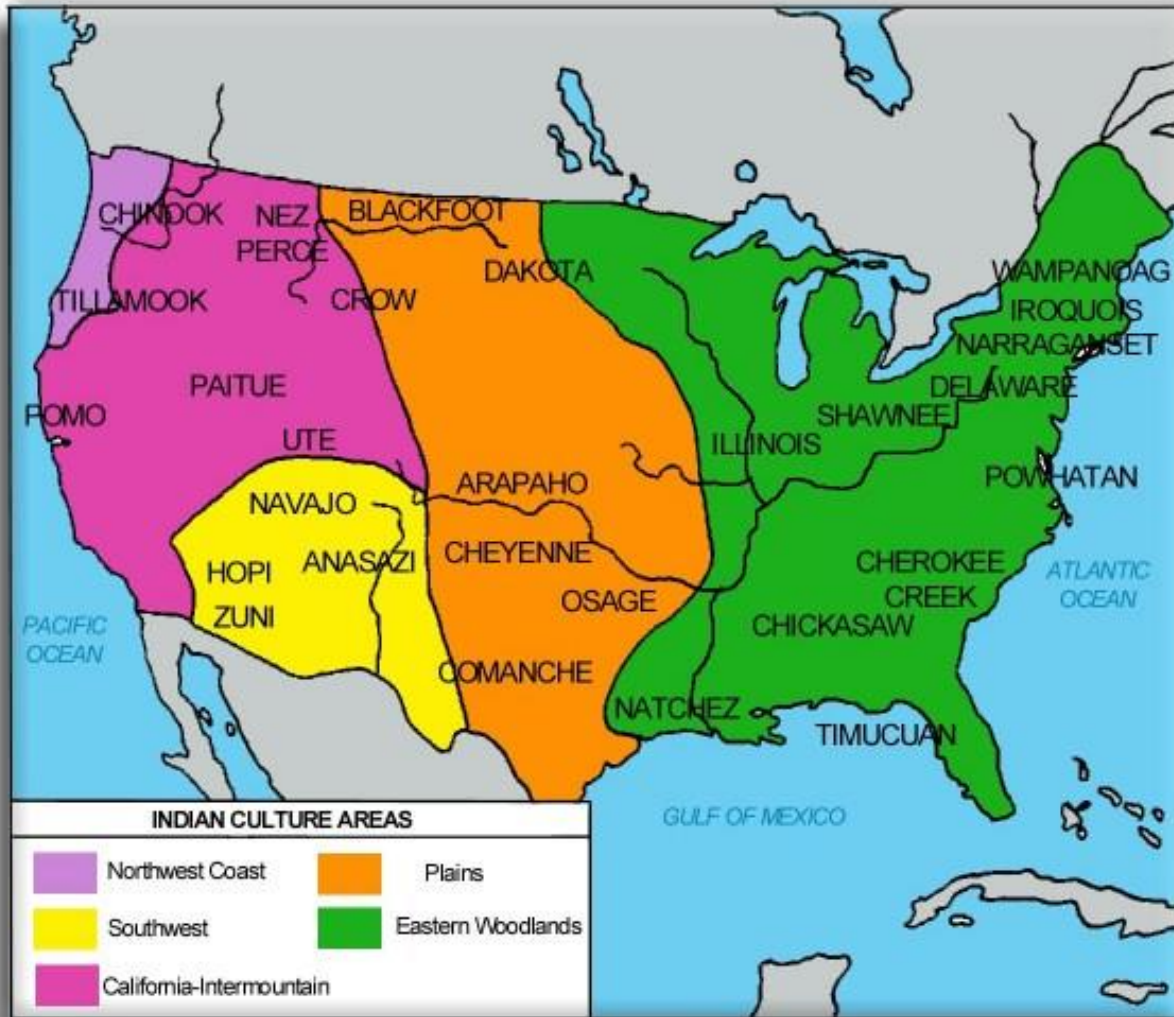 CHINOOK
NEZ
PERCE
BLACKFOOT
DAKOTA
WAMPANOAG
TILLAMOOK
CROW
IROQUOIS
NARRAGANSET
PAITUE
DELAWARE
POMO
SHAWNEE
UTE
ILLINOIS
ARAPAHO
POWHATAN
NAVAJO
CHEYENNE
ANASAZI
HOPI
CHEROKEE
ATLANTIC
OCEAN
OSAGE
CREEK
ZUNI
CHICKASAW
PACIFIC
OCEAN
COMANCHE
NATCHEZ
TIMUCUAN
GULF OF MEXICO
INDIAN CULTURE AREAS
Northwest Coast
Plains
Southwest
Eastern Woodlands
California-Intermountain